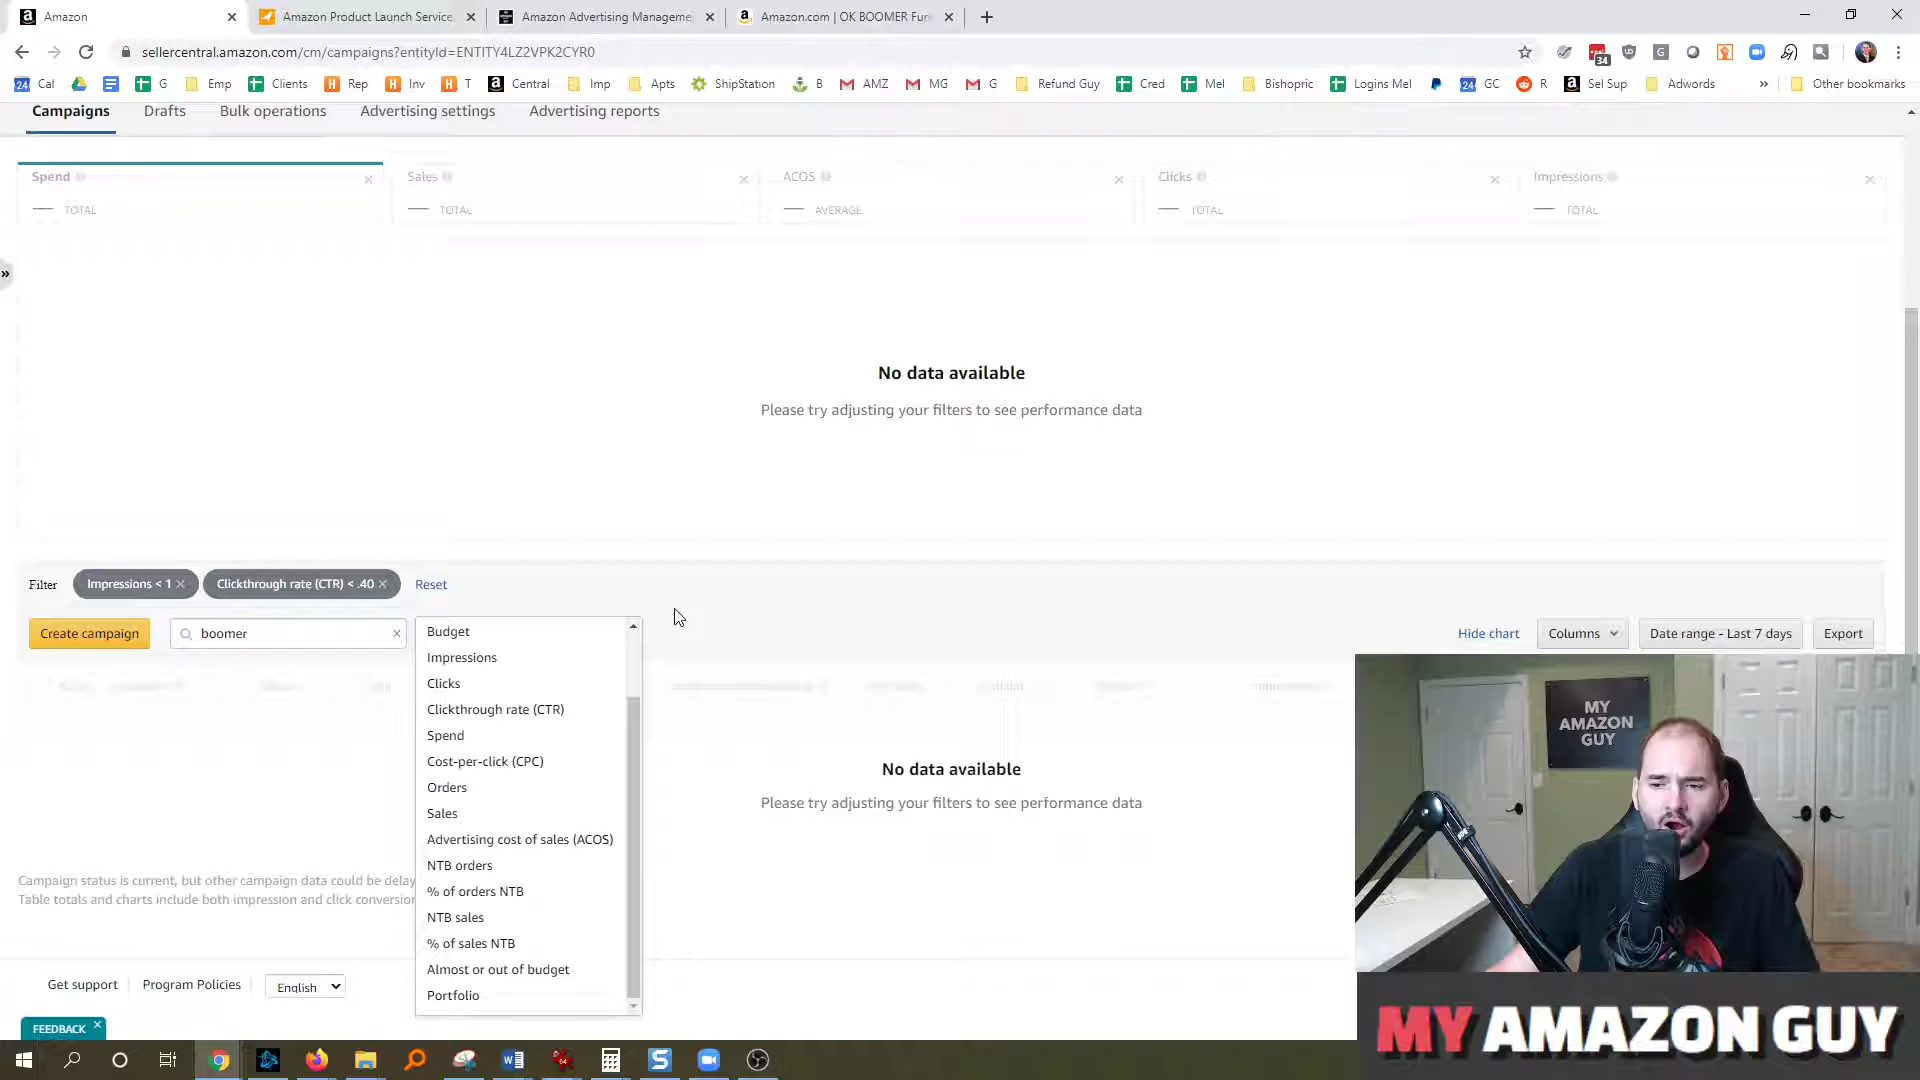 Amazon
Amazon Product Launch Service
Amazon Advertising Manageme
Amazon.com | OK BOOMER Fun
sellercentral.amazon.com/cm/campaigns?entityId=ENTITY4LZ2VPK2CYR0
34
24 Cal
G
Emp
Clients
H Rep
H Inv
H T
Central
Imp
Apts
ShipStation
B
AMZ
MG
G
Refund Guy
Cred
Mel
Bishopric
Logins Mel
24 GC
R
Sel Sup
Adwords
»
Other bookmarks
Campaigns
Drafts
Bulk operations
Advertising settings
Advertising reports
Spend
TOTAL
Sales
TOTAL
ACOS
AVERAGE
Clicks
TOTAL
Impressions
TOTAL
»
No data available
Please try adjusting your filters to see performance data
Filter
Impressions < 1
Clickthrough rate (CTR) < .40
Reset
Create campaign
boomer
Hide chart
Columns
Date range - Last 7 days
Export
Budget
Impressions
Clicks
Clickthrough rate (CTR)
Spend
Cost-per-click (CPC)
Orders
Sales
Advertising cost of sales (ACOS)
NTB orders
% of orders NTB
NTB sales
% of sales NTB
Almost or out of budget
Portfolio
No data available
Please try adjusting your filters to see performance data
Campaign status is current, but other campaign data could be delay
Table totals and charts include both impression and click conversion
Get support
Program Policies
English
FEEDBACK
MY
AMAZON
GUY
MY AMAZON GUY